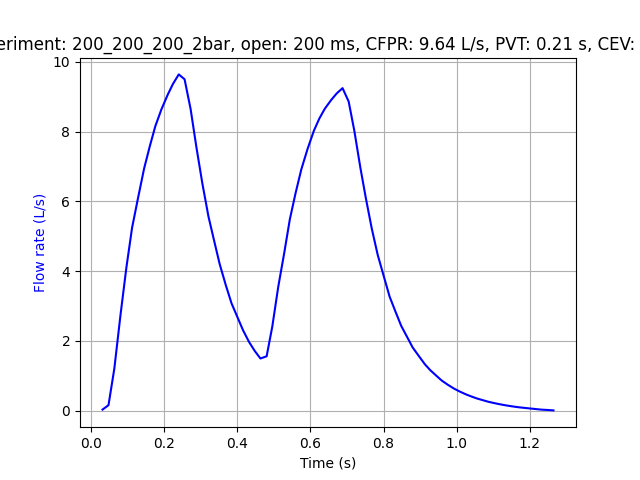 eriment: 200_200_200_2bar, open: 200 ms, CFPR: 9.64 L/s, PVT: 0.21 s, CEV:
10
8
6
4
2
0
Flow rate (L/s)
0.0 0.2 0.4 0.6 0.8 1.0 1.2
Time (s)